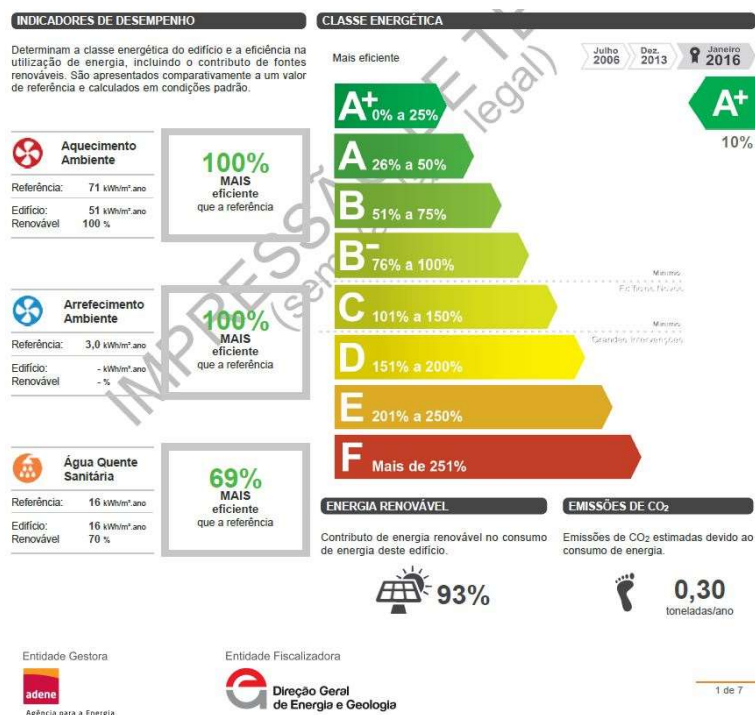 INDICADORES DE DESEMPENHO
Determinam a classe energética do edifício e a eficiência na
utilização de energia, incluindo o contributo de fontes
renováveis. São apresentados comparativamente a um valor
de referência e calculados em condições padrão.
Aquecimento
Ambiente
Referência: 71 kWh/m².ano
Edifício: 51 kWh/m².ano
Renovável 100 %
100%
MAIS
eficiente
que a referência
Arrefecimento
Ambiente
Referência: 3,0 kWh/m².ano
Edifício: - kWh/m².ano
Renovável - %
100%
MAIS
eficiente
que a referência
Água Quente
Sanitária
Referência: 16 kWh/m².ano
Edifício: 16 kWh/m².ano
Renovável 70 %
69%
MAIS
eficiente
que a referência
CLASSE ENERGÉTICA
Mais eficiente
Julho
2006
Dez.
2013
Janeiro
2016
A+ 0% a 25%
A 26% a 50%
B 51% a 75%
B- 76% a 100%
C 101% a 150%
D 151% a 200%
E 201% a 250%
F Mais de 251%
A+
10%
Mínimo
Edifícios Novos
Mínimo
Grandes Intervenções
ENERGIA RENOVÁVEL
Contributo de energia renovável no consumo
de energia deste edifício.
93%
EMISSÕES DE CO₂
Emissões de CO₂ estimadas devido ao
consumo de energia.
0,30
toneladas/ano
Entidade Gestora
adene
Agência para a Energia
Entidade Fiscalizadora
Direção Geral
de Energia e Geologia
1 de 7
IMPRESSÃO
legal)